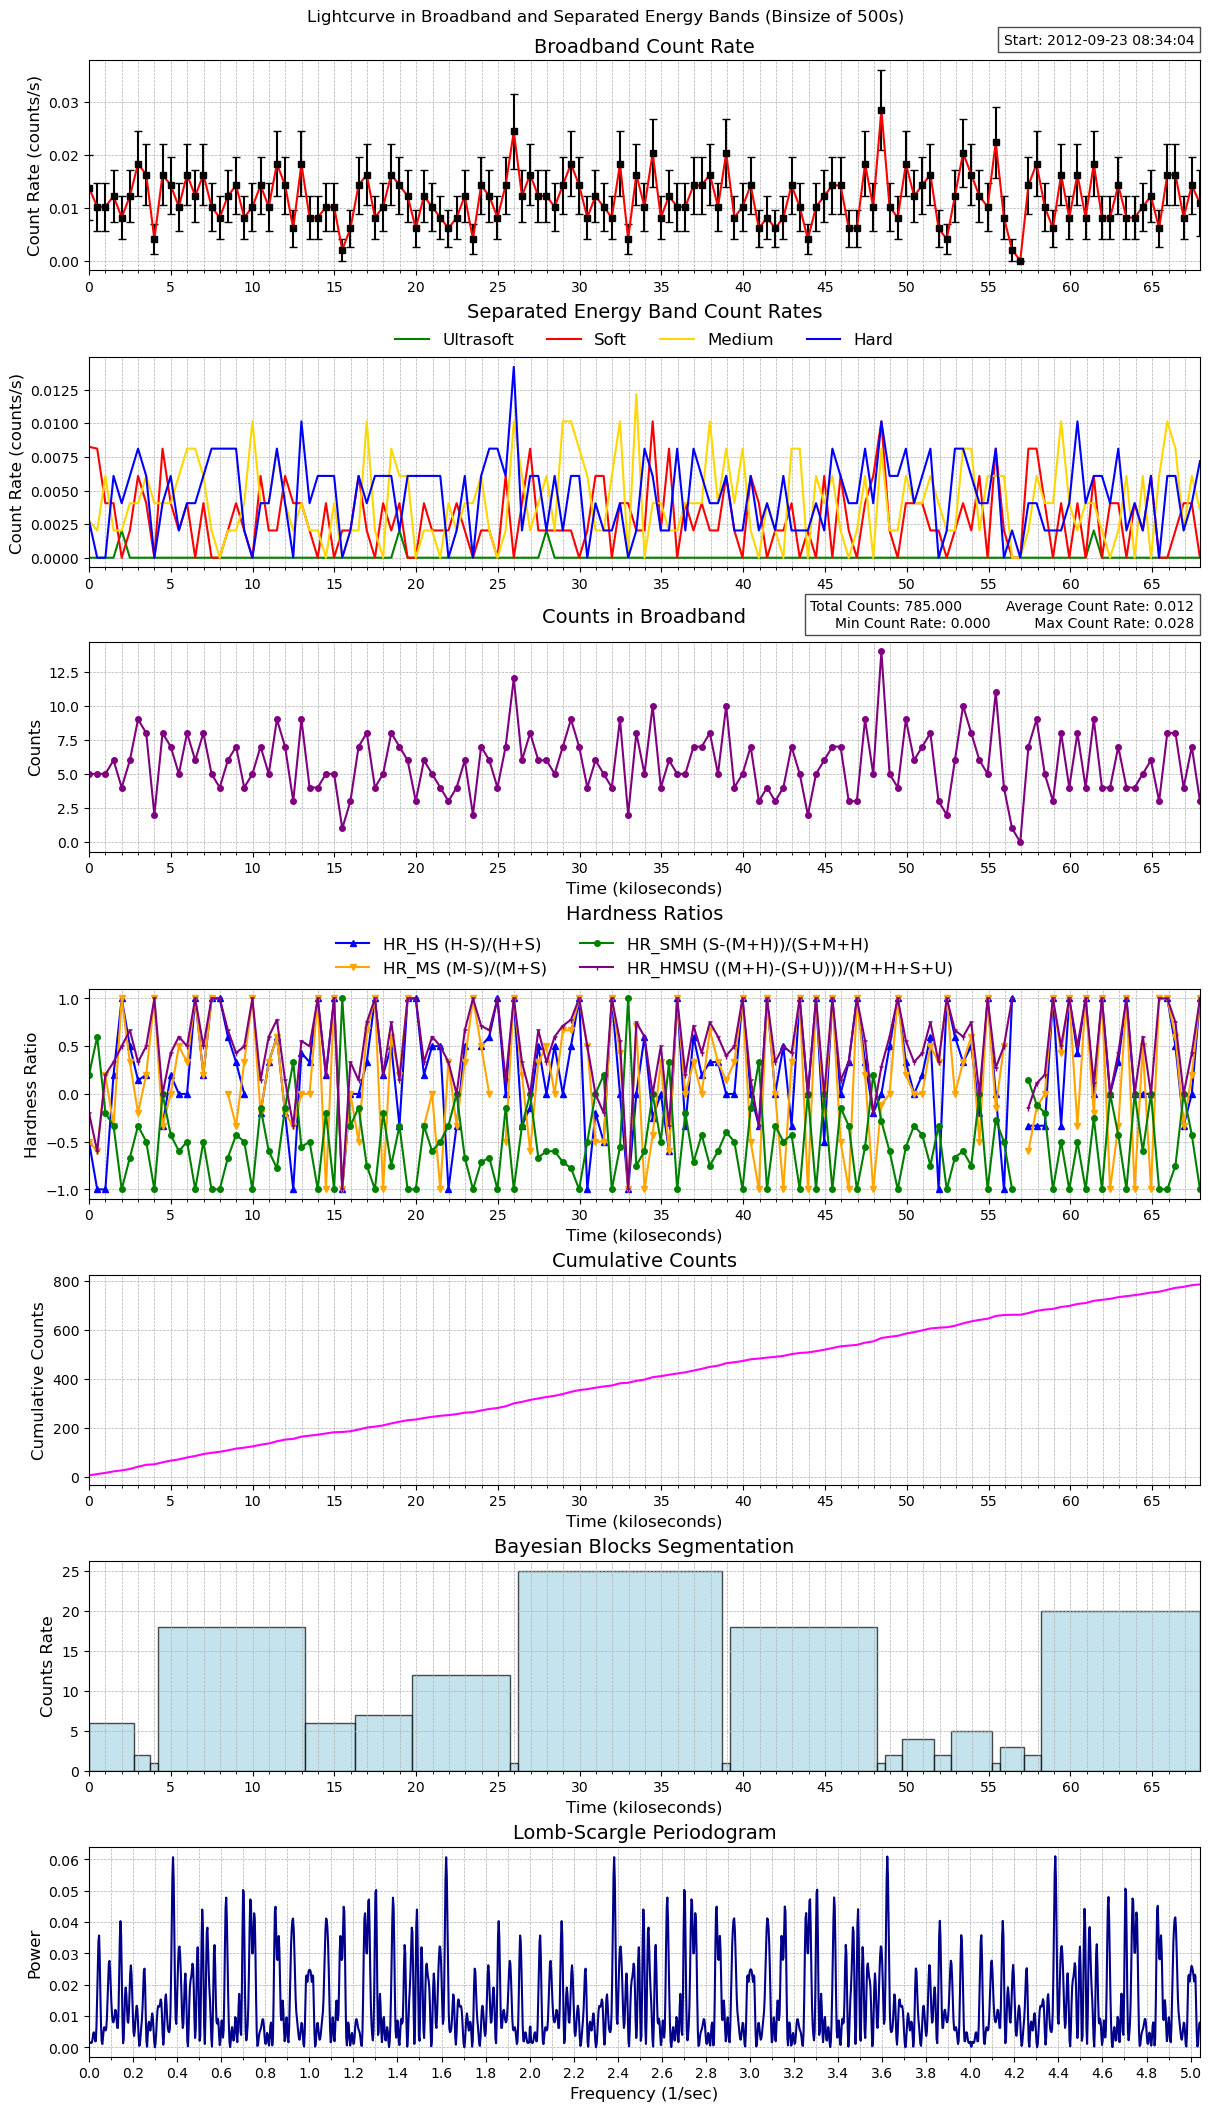 Lightcurve in Broadband and Separated Energy Bands (Binsize of 500s)
Start: 2012-09-23 08:34:04
Broadband Count Rate
Count Rate (counts/s)
0.03
0.02
0.01
0.00
0 5 10 15 20 25 30 35 40 45 50 55 60 65
Separated Energy Band Count Rates
Ultrasoft Soft Medium Hard
Count Rate (counts/s)
0.0125
0.0100
0.0075
0.0050
0.0025
0.0000
0 5 10 15 20 25 30 35 40 45 50 55 60 65
Counts in Broadband
Total Counts: 785.000 Average Count Rate: 0.012
Min Count Rate: 0.000 Max Count Rate: 0.028
Counts
12.5
10.0
7.5
5.0
2.5
0.0
0 5 10 15 20 25 30 35 40 45 50 55 60 65
Time (kiloseconds)
Hardness Ratios
HR_HS (H-S)/(H+S) HR_SMH (S-(M+H))/(S+M+H)
HR_MS (M-S)/(M+S) HR_HMSU ((M+H)-(S+U)))/(M+H+S+U)
Hardness Ratio
1.0
0.5
0.0
−0.5
−1.0
0 5 10 15 20 25 30 35 40 45 50 55 60 65
Time (kiloseconds)
Cumulative Counts
Cumulative Counts
800
600
400
200
0
0 5 10 15 20 25 30 35 40 45 50 55 60 65
Time (kiloseconds)
Bayesian Blocks Segmentation
Counts Rate
25
20
15
10
5
0
0 5 10 15 20 25 30 35 40 45 50 55 60 65
Time (kiloseconds)
Lomb-Scargle Periodogram
Power
0.06
0.05
0.04
0.03
0.02
0.01
0.00
0.0 0.2 0.4 0.6 0.8 1.0 1.2 1.4 1.6 1.8 2.0 2.2 2.4 2.6 2.8 3.0 3.2 3.4 3.6 3.8 4.0 4.2 4.4 4.6 4.8 5.0
Frequency (1/sec)